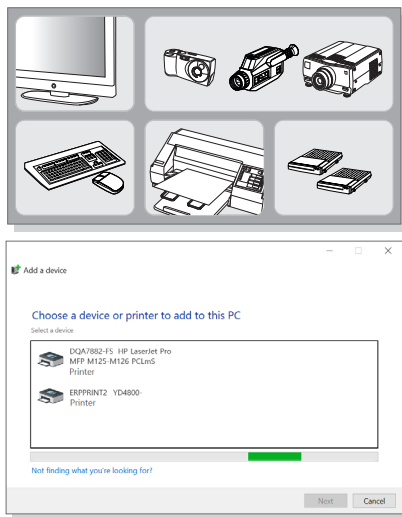 Add a device
Choose a device or printer to add to this PC
Select a device
DQA7882-F5 HP LaserJet Pro
MFP M125-M126 PCLmS
Printer
ERPPRINT2 YD4800-
Printer
Not finding what you're looking for?
Next Cancel